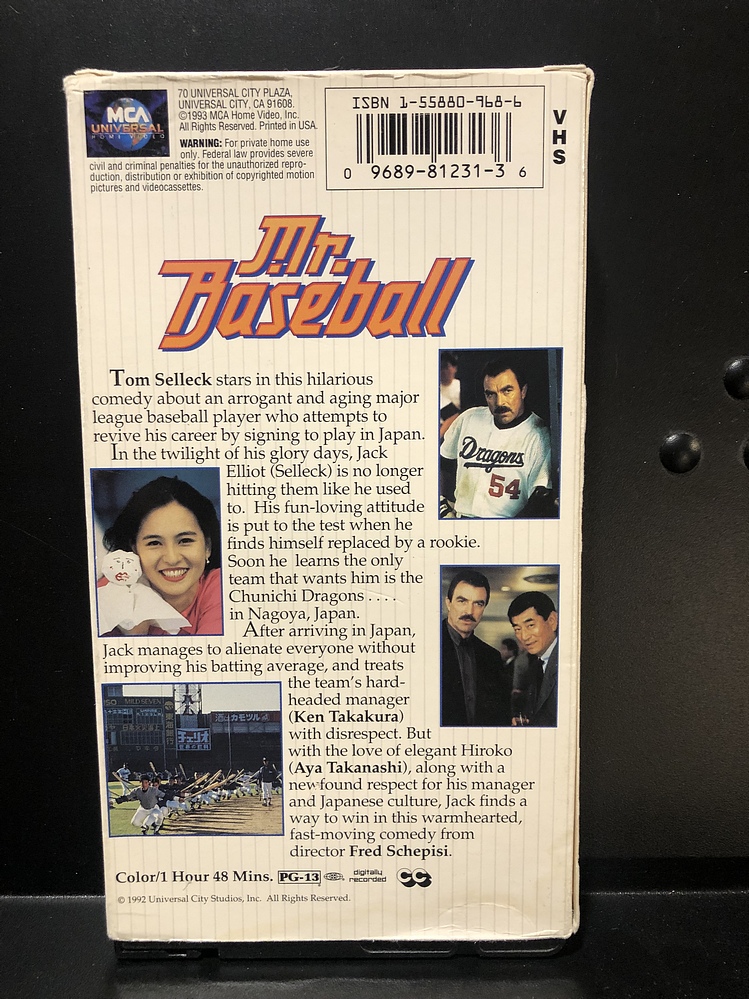 MCA
UNIVERSAL
HOME VIDEO
70 UNIVERSAL CITY PLAZA,
UNIVERSAL CITY, CA 91608.
©1993 MCA Home Video, Inc.
All Rights Reserved. Printed in USA.
WARNING: For private home use
only. Federal law provides severe
civil and criminal penalties for the unauthorized repro-
duction, distribution or exhibition of copyrighted motion
pictures and videocassettes.
ISBN 1-55880-968-6
0 9689-81231-3 6
VHS
Mr.
Baseball
Tom Selleck stars in this hilarious
comedy about an arrogant and aging major
league baseball player who attempts to
revive his career by signing to play in Japan.
In the twilight of his glory days, Jack
Elliot (Selleck) is no longer
hitting them like he used
to. His fun-loving attitude
is put to the test when he
finds himself replaced by a rookie.
Soon he learns the only
team that wants him is the
Chunichi Dragons . . . .
in Nagoya, Japan.
After arriving in Japan,
Jack manages to alienate everyone without
improving his batting average, and treats
the team's hard-
headed manager
(Ken Takakura)
with disrespect. But
with the love of elegant Hiroko
(Aya Takanashi), along with a
newfound respect for his manager
and Japanese culture, Jack finds a
way to win in this warmhearted,
fast-moving comedy from
director Fred Schepisi.
Dragons
54
MILD SEVEN
チェリオ
カモツル
Color/1 Hour 48 Mins. PG-13
digitally
recorded
CC
© 1992 Universal City Studios, Inc. All Rights Reserved.